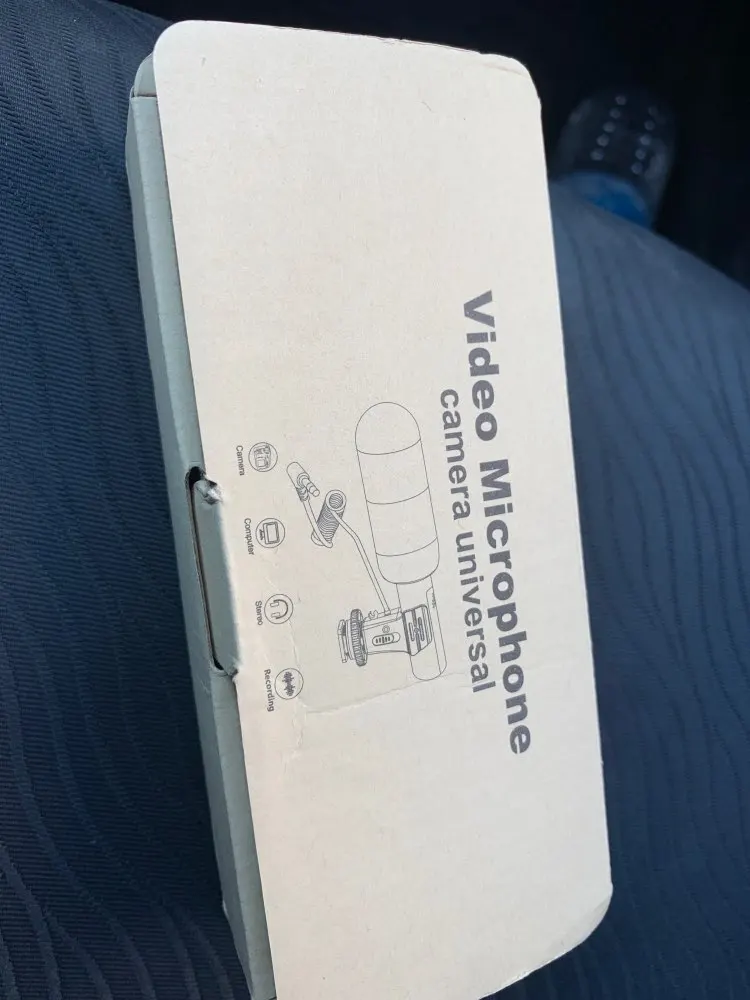 Video Microphone
camera universal
Camera
Computer
Stereo
Recording